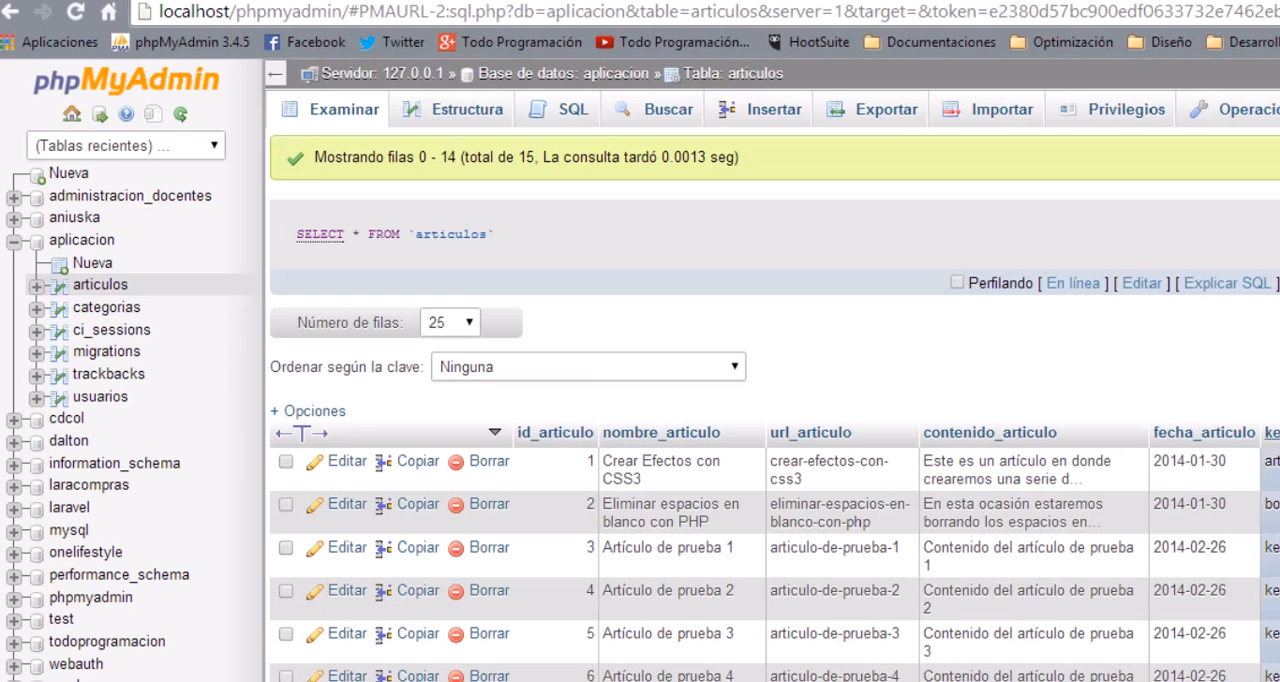 localhost/phpmyadmin/#PMAURL-2:sql.php?db=aplicacion&table=articulos&server=1&target=&token=e2380d57bc900edf0633732e7462eb
Aplicaciones phpMyAdmin 3.4.5 Facebook Twitter Todo Programación Todo Programación... HootSuite Documentaciones Optimización Diseño Desarrol
phpMyAdmin
(Tablas recientes) ...
Nueva
administracion_docentes
aniuska
aplicacion
Nueva
articulos
categorias
ci_sessions
migrations
trackbacks
usuarios
cdcol
dalton
information_schema
laracompras
laravel
mysql
onelifestyle
performance_schema
phpmyadmin
test
todoprogramacion
webauth
Servidor: 127.0.0.1 » Base de datos: aplicacion » Tabla: articulos
Examinar Estructura SQL Buscar Insertar Exportar Importar Privilegios Operacio
Mostrando filas 0 - 14 (total de 15, La consulta tardó 0.0013 seg)
SELECT * FROM `articulos`
Perfilando [ En línea ] [ Editar ] [ Explicar SQL ]
Número de filas: 25
Ordenar según la clave: Ninguna
+ Opciones
←T→ id_articulo nombre_articulo url_articulo contenido_articulo fecha_articulo ke
Editar Copiar Borrar 1 Crear Efectos con crear-efectos-con- Este es un artículo en donde 2014-01-30 art
CSS3 css3 crearemos una serie d...
Editar Copiar Borrar 2 Eliminar espacios en eliminar-espacios-en- En esta ocasión estaremos 2014-01-30 bo
blanco con PHP blanco-con-php borrando los espacios en...
Editar Copiar Borrar 3 Artículo de prueba 1 articulo-de-prueba-1 Contenido del artículo de prueba 2014-02-26 ke
1
Editar Copiar Borrar 4 Artículo de prueba 2 articulo-de-prueba-2 Contenido del artículo de prueba 2014-02-26 ke
2
Editar Copiar Borrar 5 Artículo de prueba 3 articulo-de-prueba-3 Contenido del artículo de prueba 2014-02-26 ke
3
Editar Copiar Borrar 6 Artículo de prueba 4 articulo-de-prueba-4 Contenido del artículo de prueba 2014-02-26 ke